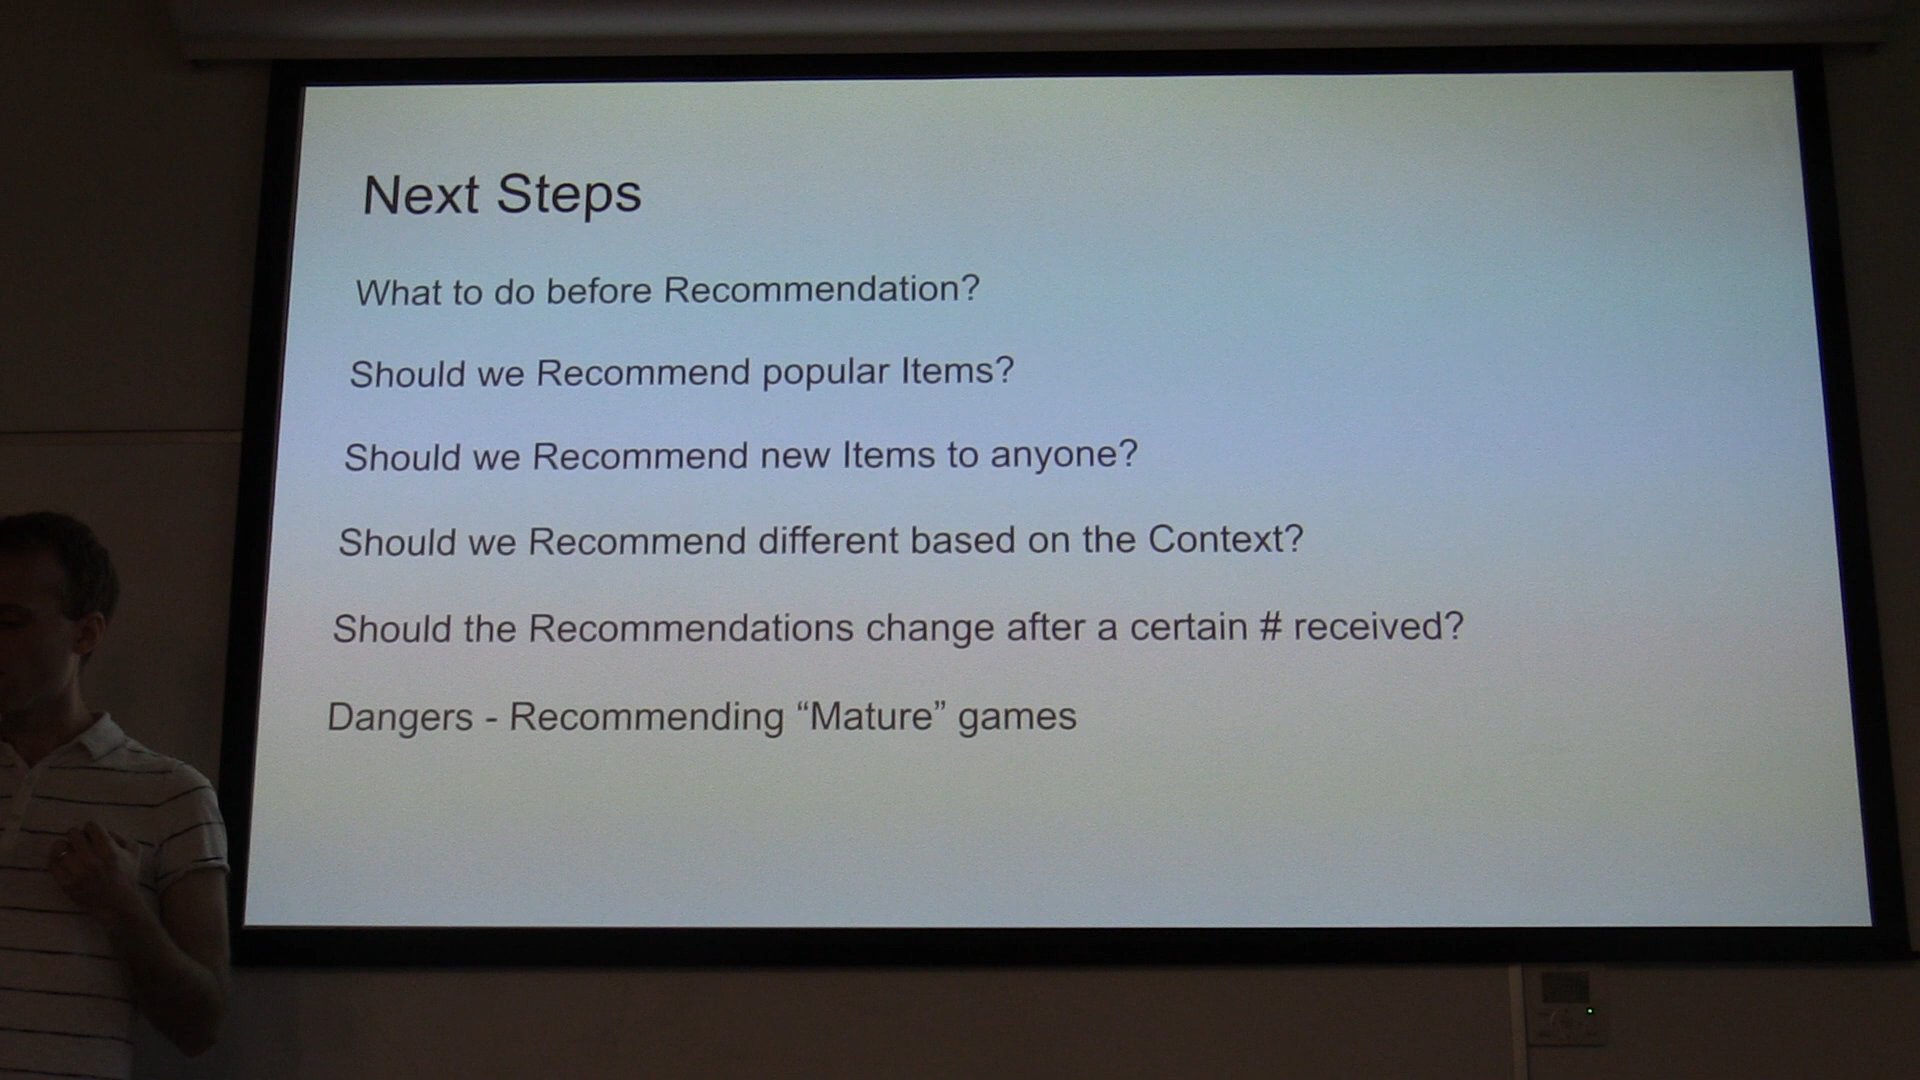 Next Steps
What to do before Recommendation?
Should we Recommend popular Items?
Should we Recommend new Items to anyone?
Should we Recommend different based on the Context?
Should the Recommendations change after a certain # received?
Dangers - Recommending “Mature” games